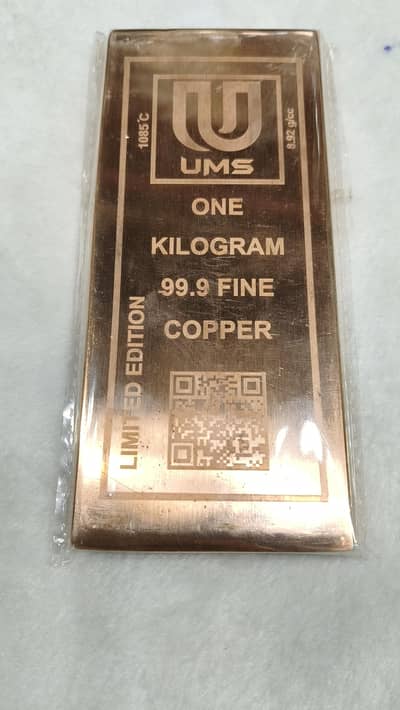 1085°C
8.92 g/cc
UMS
ONE
KILOGRAM
99.9 FINE
COPPER
LIMITED EDITION